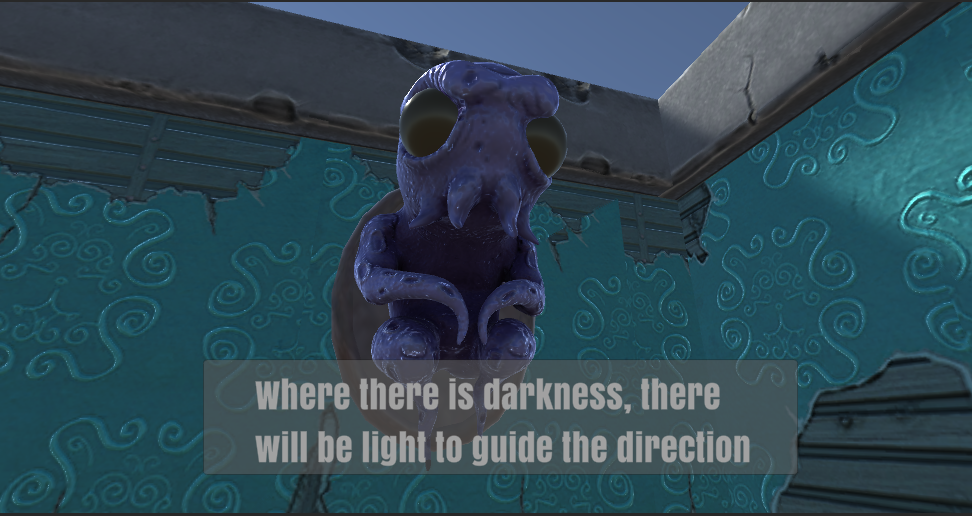 Where there is darkness, there
will be light to guide the direction